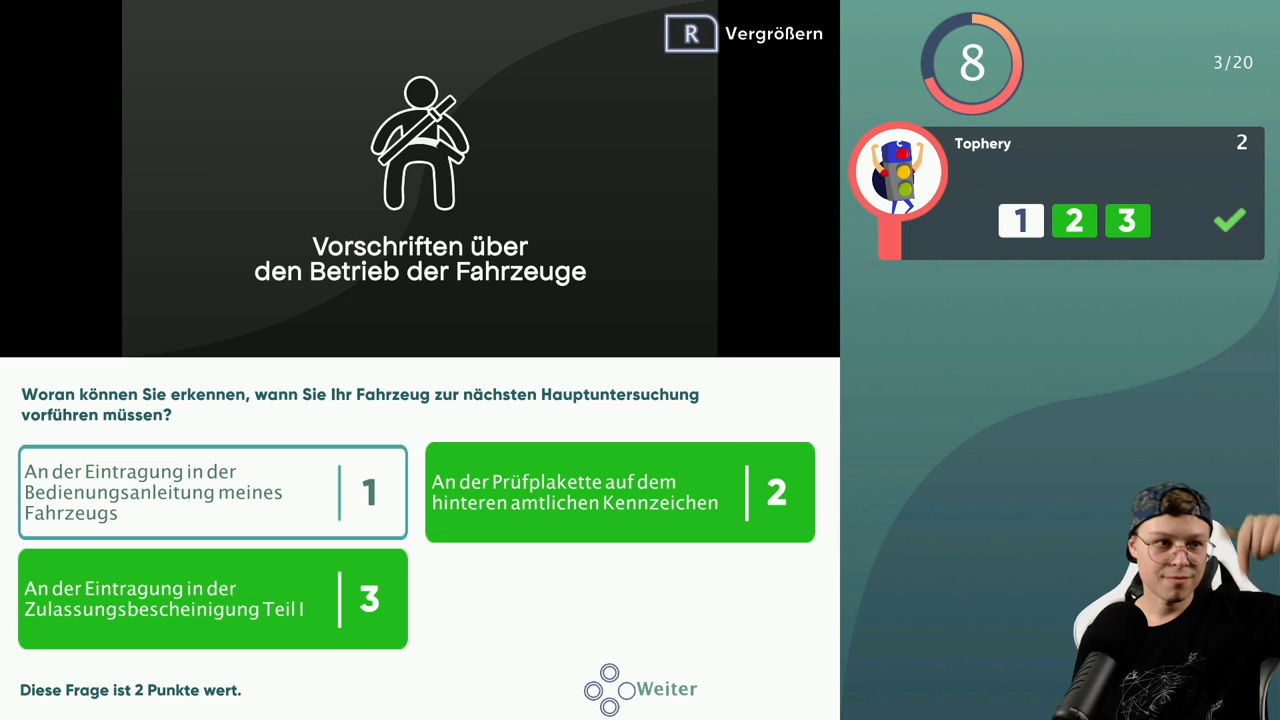 R Vergrößern
Vorschriften über
den Betrieb der Fahrzeuge
8
3/20
Tophery 2
1 2 3
Woran können Sie erkennen, wann Sie Ihr Fahrzeug zur nächsten Hauptuntersuchung
vorführen müssen?
An der Eintragung in der
Bedienungsanleitung meines
Fahrzeugs
1
An der Prüfplakette auf dem
hinteren amtlichen Kennzeichen
2
An der Eintragung in der
Zulassungsbescheinigung Teil I
3
Diese Frage ist 2 Punkte wert.
Weiter